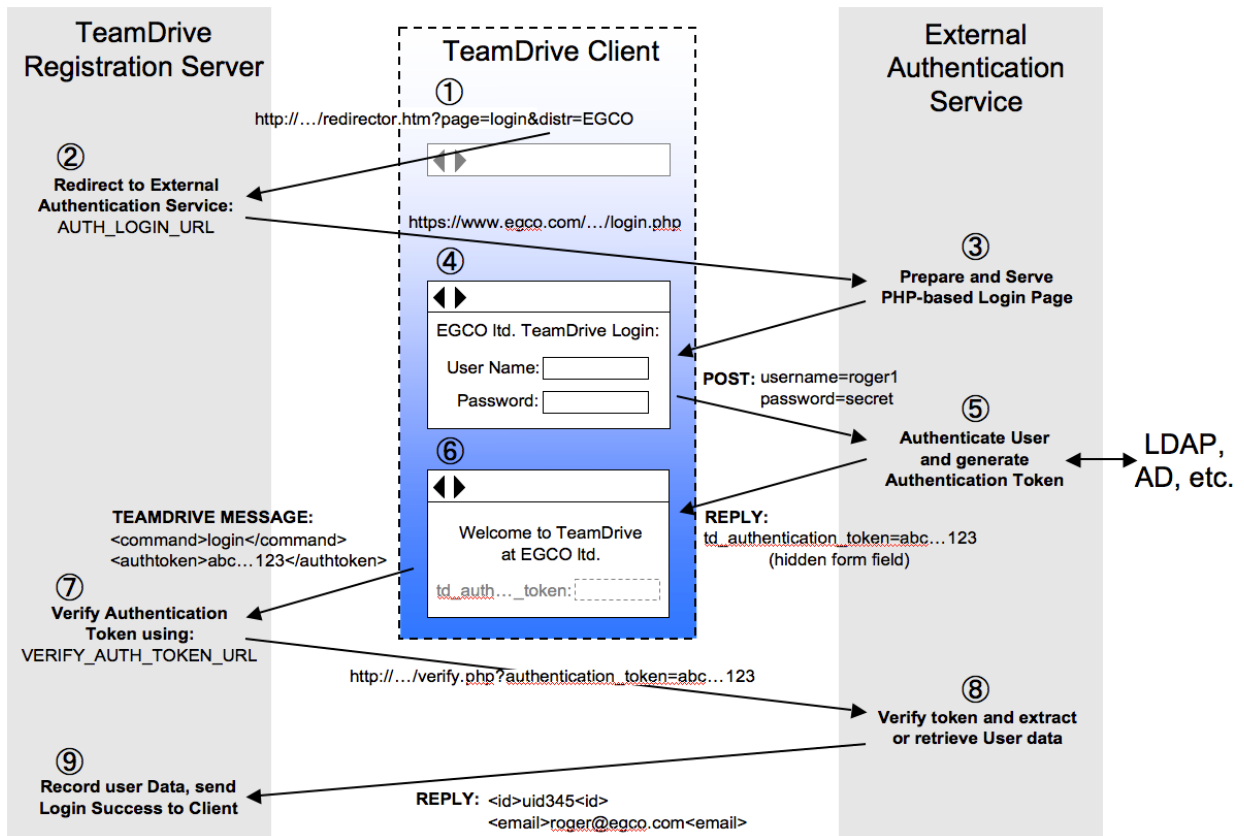 TeamDrive
Registration Server
TeamDrive Client
External
Authentication
Service
①
http://…/redirector.htm?page=login&distr=EGCO
②
Redirect to External
Authentication Service:
AUTH_LOGIN_URL
https://www.egco.com/…/login.php
③
Prepare and Serve
PHP-based Login Page
④
EGCO ltd. TeamDrive Login:
User Name:
Password:
POST: username=roger1
password=secret
⑤
Authenticate User
and generate
Authentication Token
LDAP,
AD, etc.
⑥
Welcome to TeamDrive
at EGCO ltd.
td_auth…_token:
REPLY:
td_authentication_token=abc…123
(hidden form field)
TEAMDRIVE MESSAGE:
<command>login</command>
<authtoken>abc…123</authtoken>
⑦
Verify Authentication
Token using:
VERIFY_AUTH_TOKEN_URL
http://…/verify.php?authentication_token=abc…123
⑧
Verify token and extract
or retrieve User data
⑨
Record user Data, send
Login Success to Client
REPLY: <id>uid345<id>
<email>roger@egco.com<email>